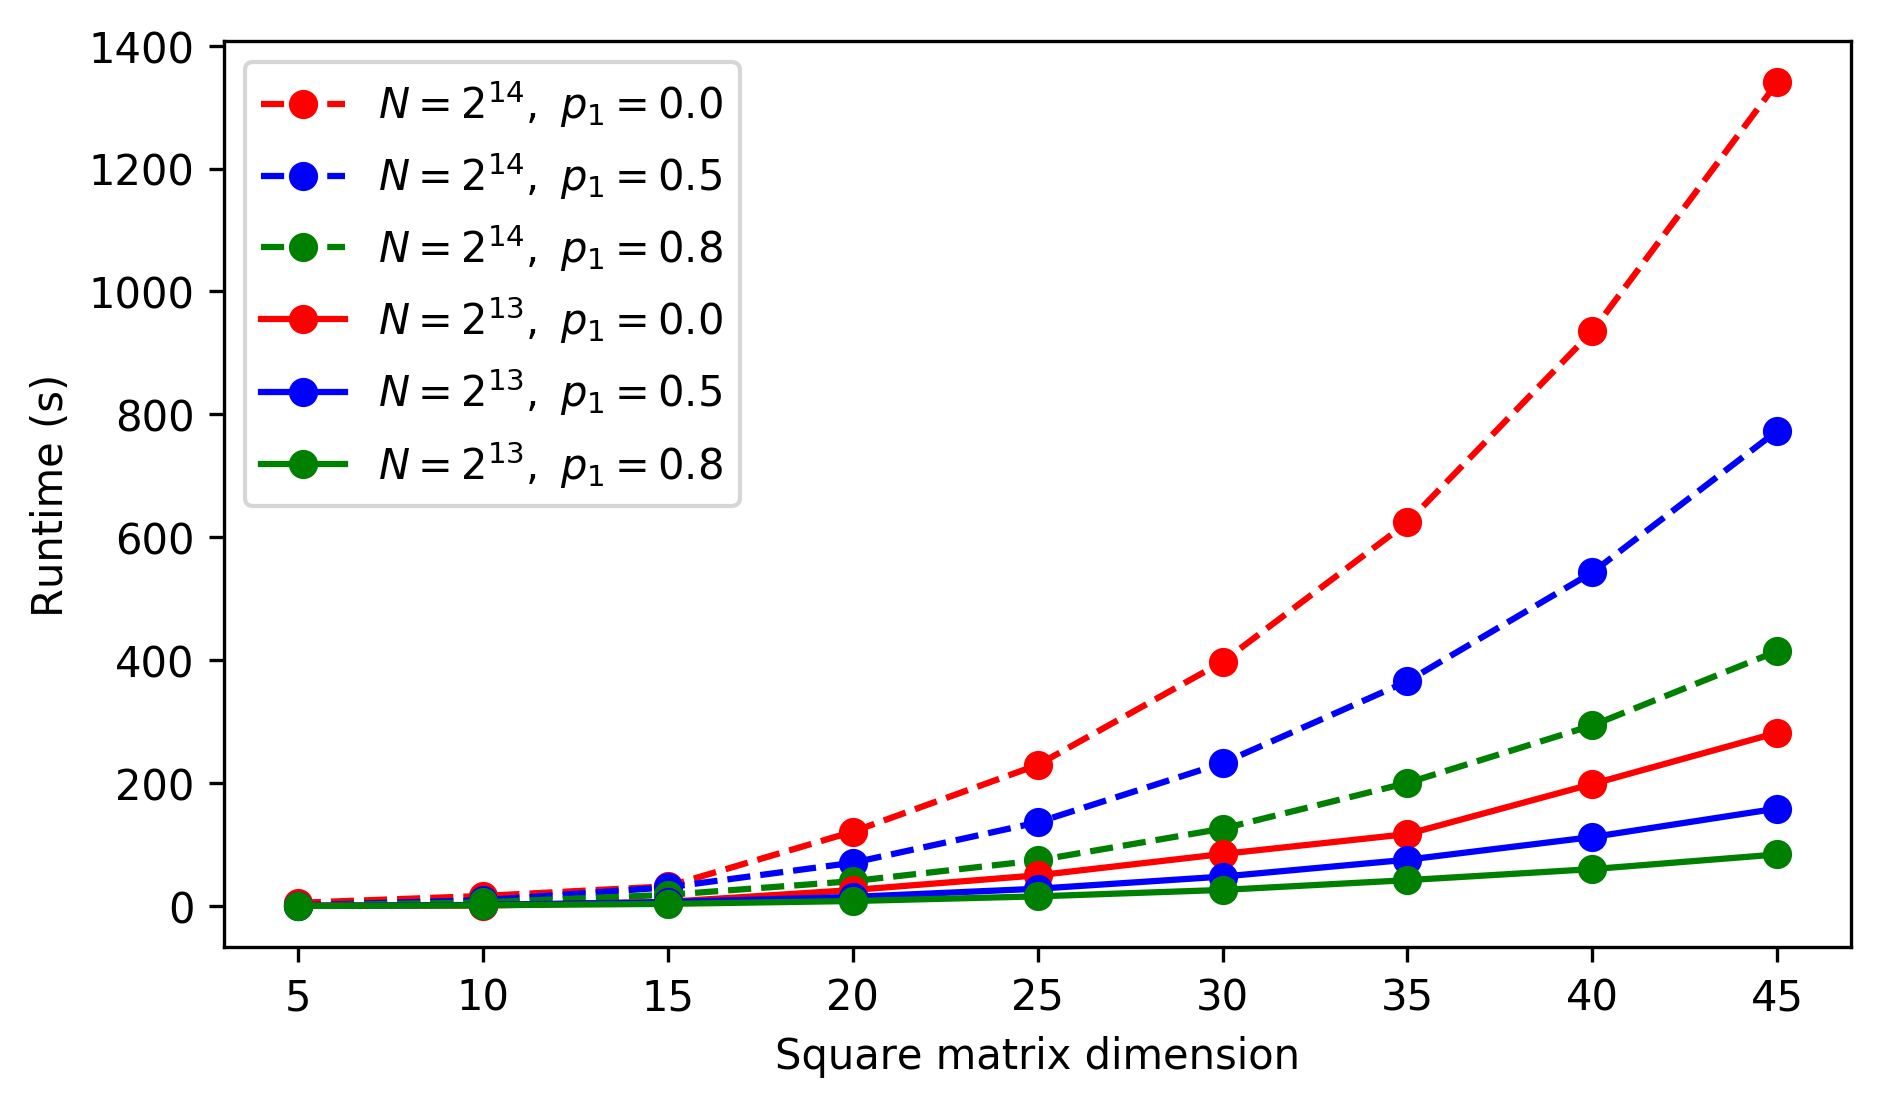 1400
1200
1000
800
600
400
200
0
Runtime (s)
N = 2^14, p_1 = 0.0
N = 2^14, p_1 = 0.5
N = 2^14, p_1 = 0.8
N = 2^13, p_1 = 0.0
N = 2^13, p_1 = 0.5
N = 2^13, p_1 = 0.8
5 10 15 20 25 30 35 40 45
Square matrix dimension